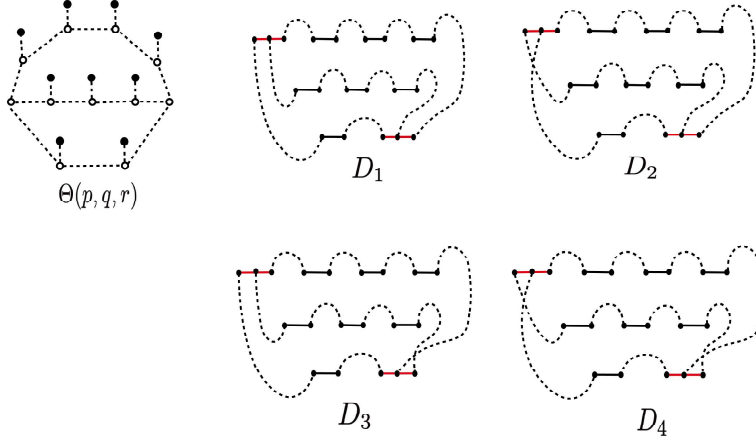 D₁
D₂
Θ(p, q, r)
D₃
D₄